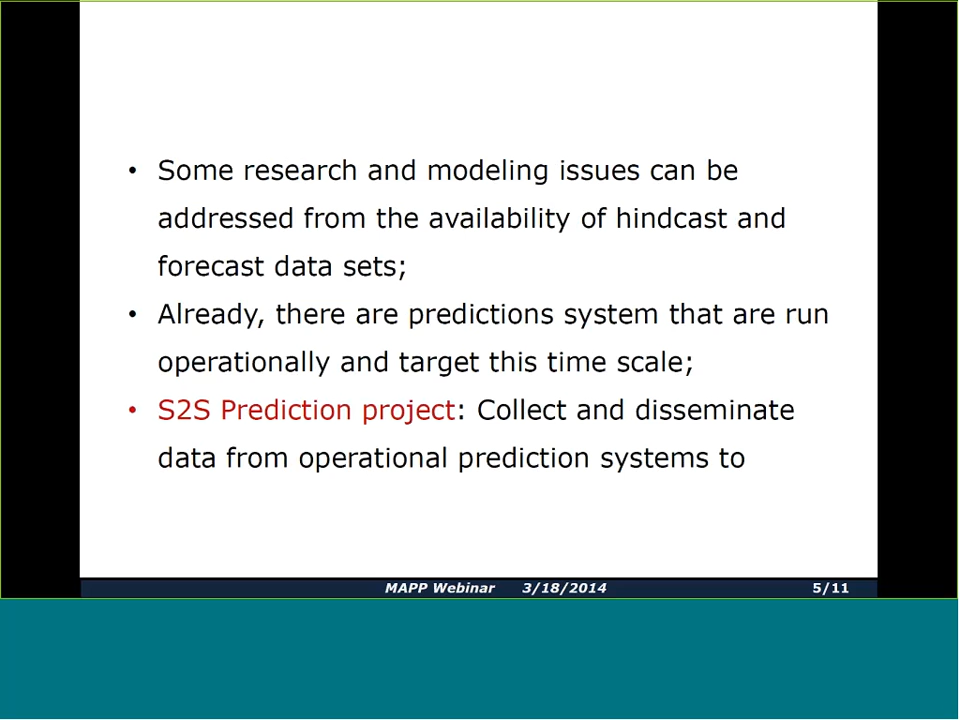 • Some research and modeling issues can be
addressed from the availability of hindcast and
forecast data sets;
• Already, there are predictions system that are run
operationally and target this time scale;
• S2S Prediction project: Collect and disseminate
data from operational prediction systems to
MAPP Webinar 3/18/2014 5/11